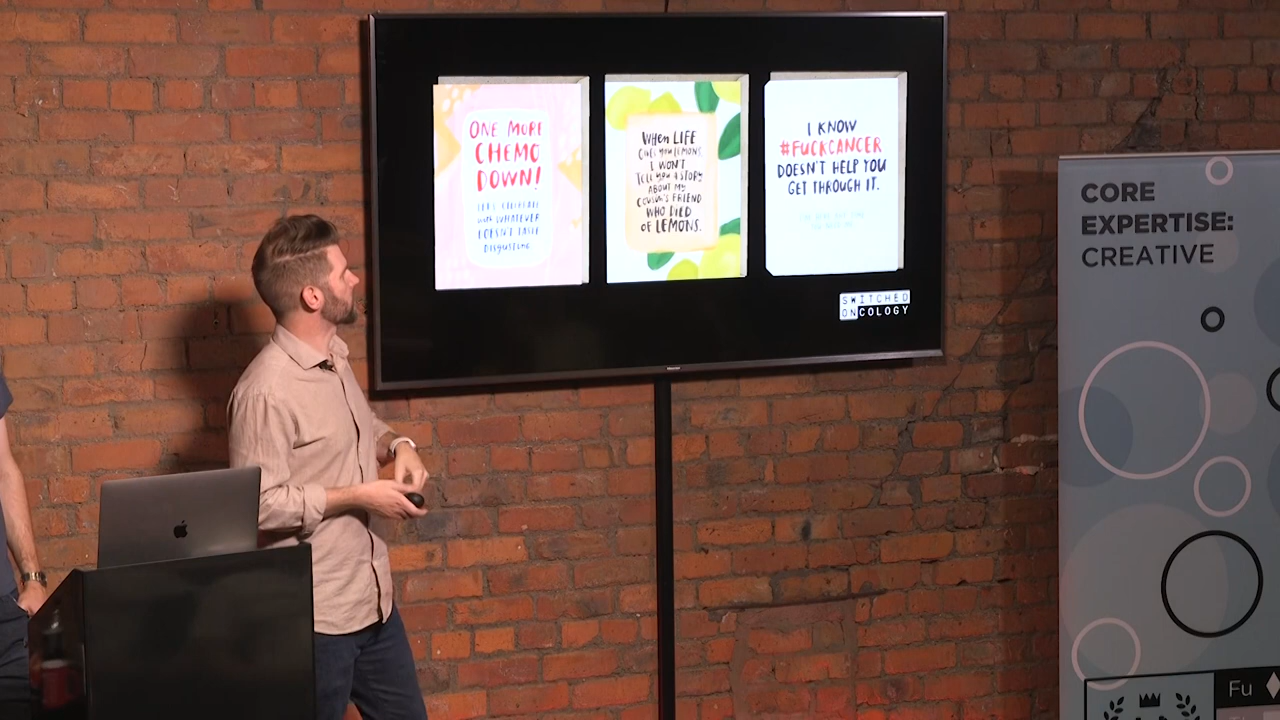 ONE MORE
CHEMO
DOWN!
LET'S CELEBRATE
with WHATEVER
DOESN'T TASTE
DISGUSTING.
When LIFE
Gives you LEMONS,
I WON'T
Tell you A STORY
ABOUT MY
COUSIN'S FRIEND
WHO DIED
OF LEMONS.
I KNOW
#FUCKCANCER
DOESN'T HELP YOU
GET THROUGH IT.
SWITCHED
ONCOLOGY
CORE
EXPERTISE:
CREATIVE
Fu